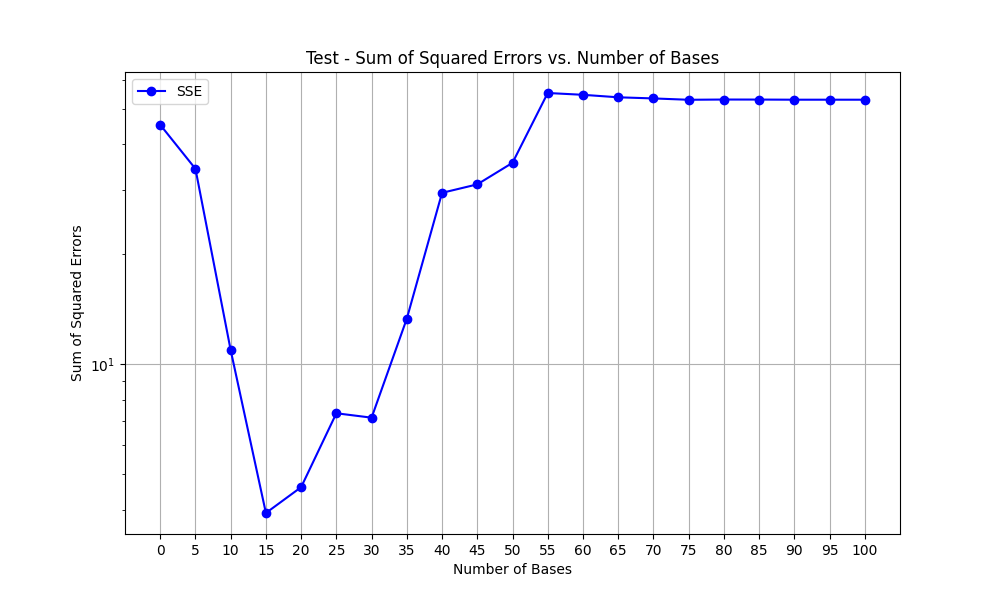 Test - Sum of Squared Errors vs. Number of Bases
SSE
Sum of Squared Errors
10¹
0 5 10 15 20 25 30 35 40 45 50 55 60 65 70 75 80 85 90 95 100
Number of Bases